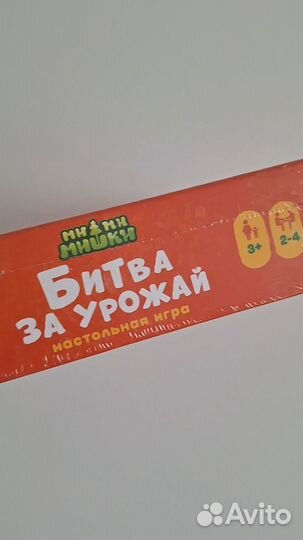 МИМИ
МИШКИ
БИТВА
ЗА УРОЖАЙ
настольная игра
3+
2-4
Avito